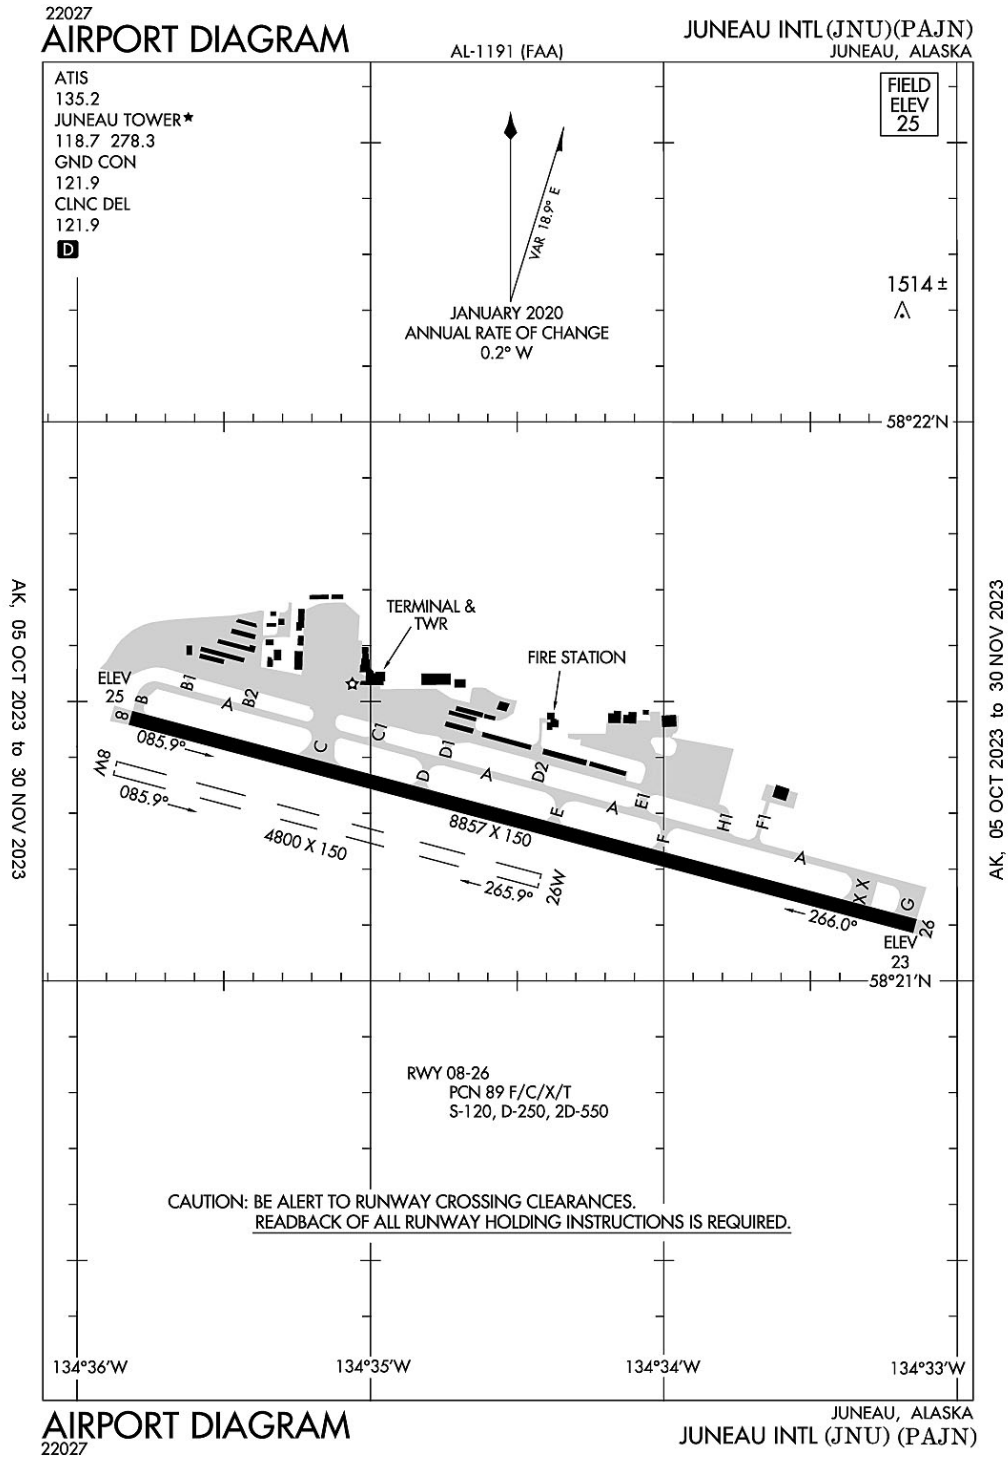 22027
AIRPORT DIAGRAM
AL-1191 (FAA)
JUNEAU INTL (JNU)(PAJN)
JUNEAU, ALASKA
ATIS
135.2
JUNEAU TOWER★
118.7 278.3
GND CON
121.9
CLNC DEL
121.9
D
FIELD
ELEV
25
VAR 18.9° E
JANUARY 2020
ANNUAL RATE OF CHANGE
0.2° W
1514 ±
58°22'N
AK, 05 OCT 2023 to 30 NOV 2023
AK, 05 OCT 2023 to 30 NOV 2023
TERMINAL &
TWR
FIRE STATION
ELEV
25
8
B
B1
A
B2
C
C1
D
D1
A
D2
E
A
E1
F
H1
F1
A
X X
G
26
085.9°
8W
085.9°
4800 X 150
8857 X 150
265.9°
26W
266.0°
ELEV
23
58°21'N
RWY 08-26
PCN 89 F/C/X/T
S-120, D-250, 2D-550
CAUTION: BE ALERT TO RUNWAY CROSSING CLEARANCES.
READBACK OF ALL RUNWAY HOLDING INSTRUCTIONS IS REQUIRED.
134°36'W
134°35'W
134°34'W
134°33'W
AIRPORT DIAGRAM
22027
JUNEAU, ALASKA
JUNEAU INTL (JNU) (PAJN)